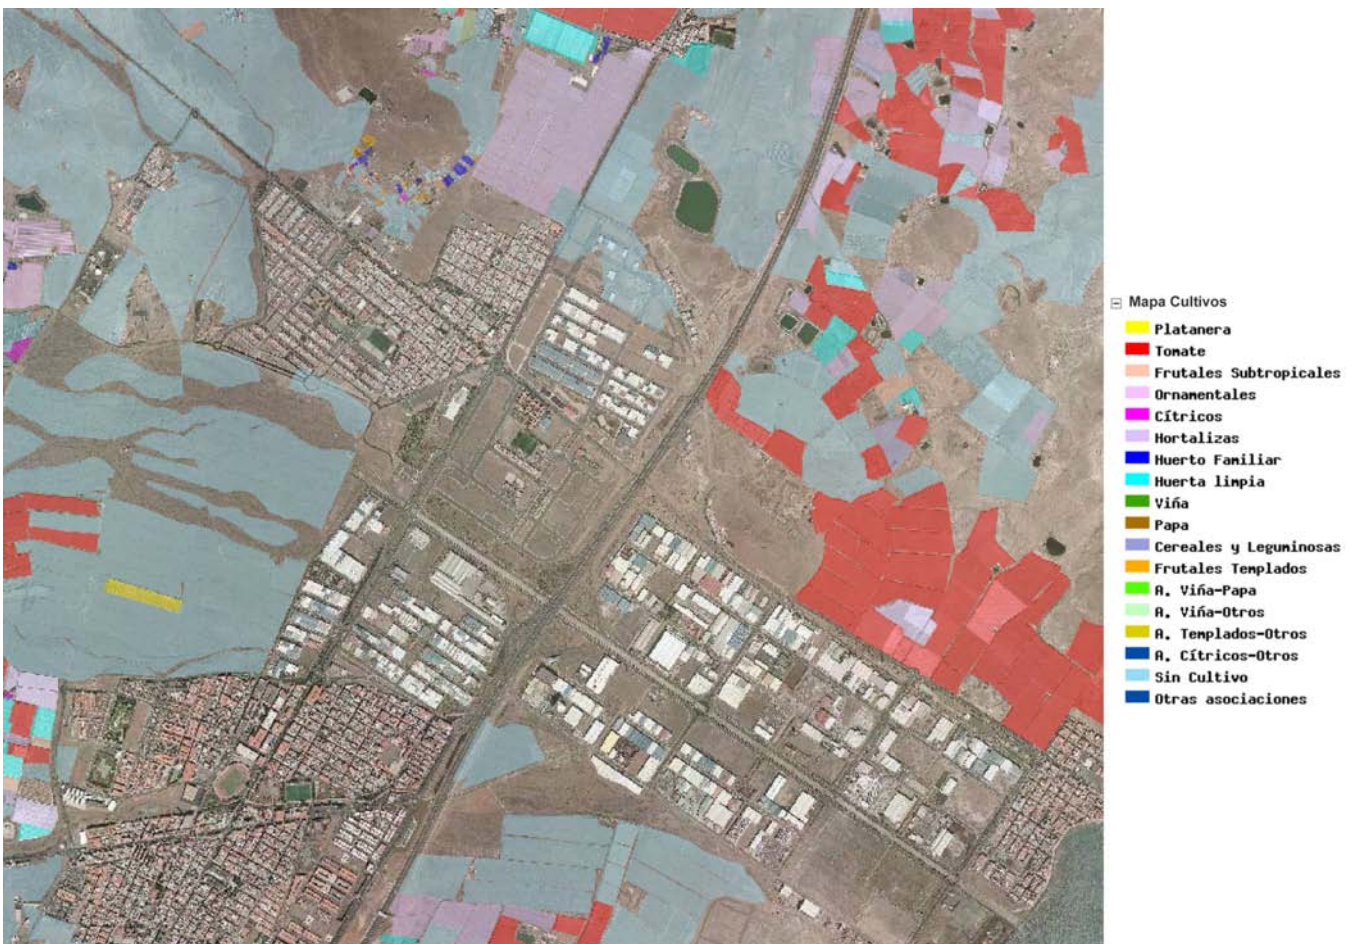 Mapa Cultivos
Platanera
Tomate
Frutales Subtropicales
Ornamentales
Cítricos
Hortalizas
Huerto Familiar
Huerta limpia
Viña
Papa
Cereales y Leguminosas
Frutales Templados
A. Viña-Papa
A. Viña-Otros
A. Templados-Otros
A. Cítricos-Otros
Sin Cultivo
Otras asociaciones